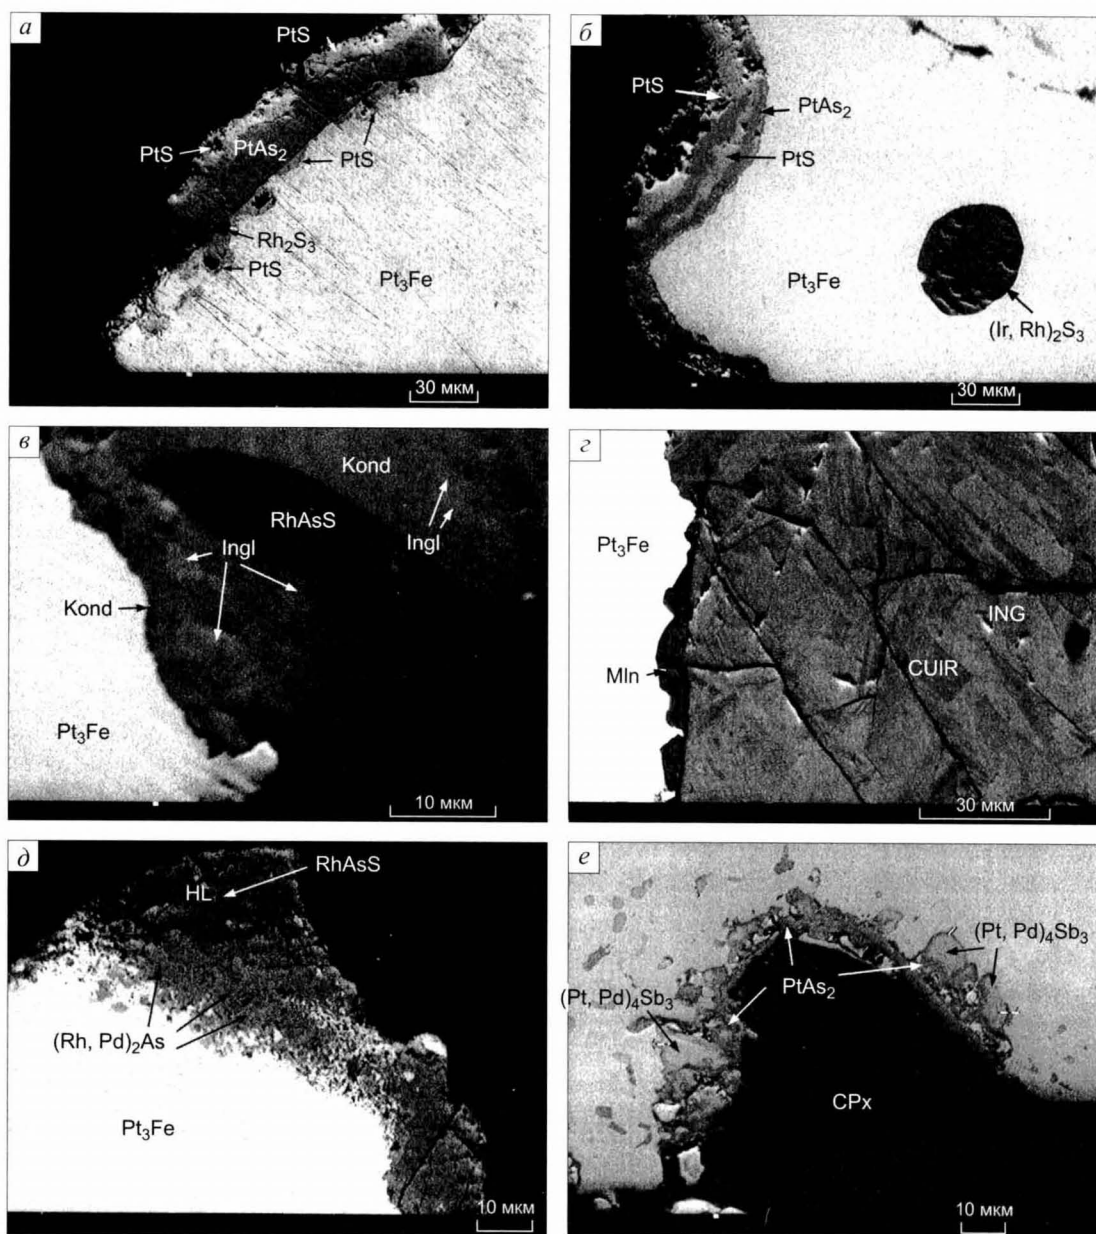 а
PtS
PtS
PtAs₂
PtS
Rh₂S₃
PtS
Pt₃Fe
30 мкм
б
PtS
PtAs₂
PtS
Pt₃Fe
(Ir, Rh)₂S₃
30 мкм
в
Kond
RhAsS
Ingl
Ingl
Kond
Pt₃Fe
10 мкм
г
Pt₃Fe
ING
CUIR
Mln
30 мкм
д
RhAsS
HL
(Rh, Pd)₂As
Pt₃Fe
10 мкм
е
(Pt, Pd)₄Sb₃
PtAs₂
(Pt, Pd)₄Sb₃
CPx
10 мкм